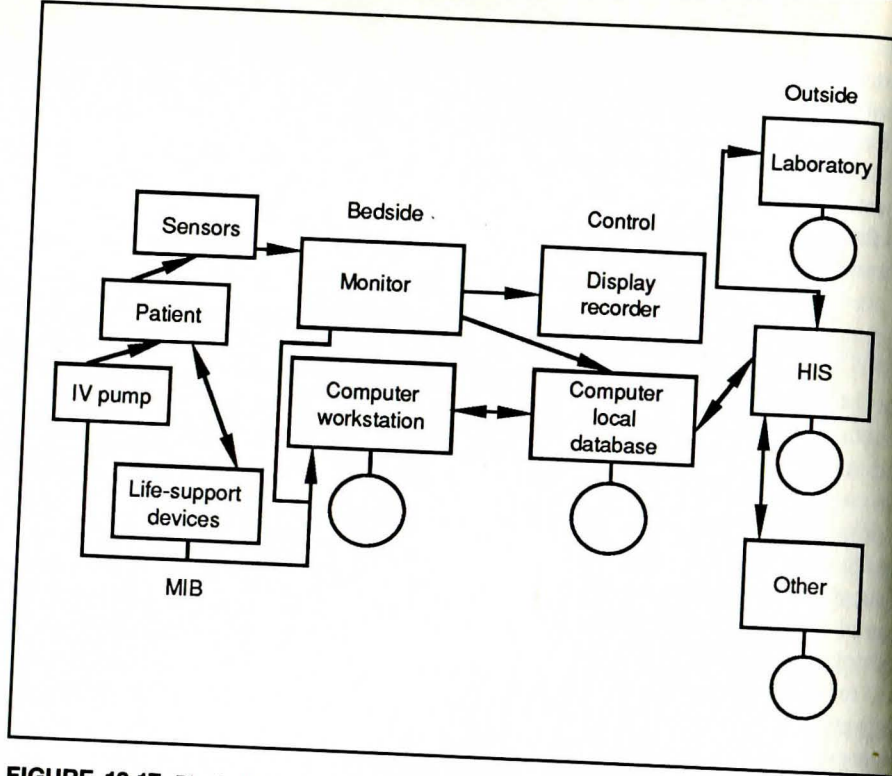 Outside
Laboratory
Bedside
Control
Sensors
Monitor
Display
recorder
Patient
HIS
IV pump
Computer
workstation
Computer
local
database
Life-support
devices
MIB
Other
FIGURE